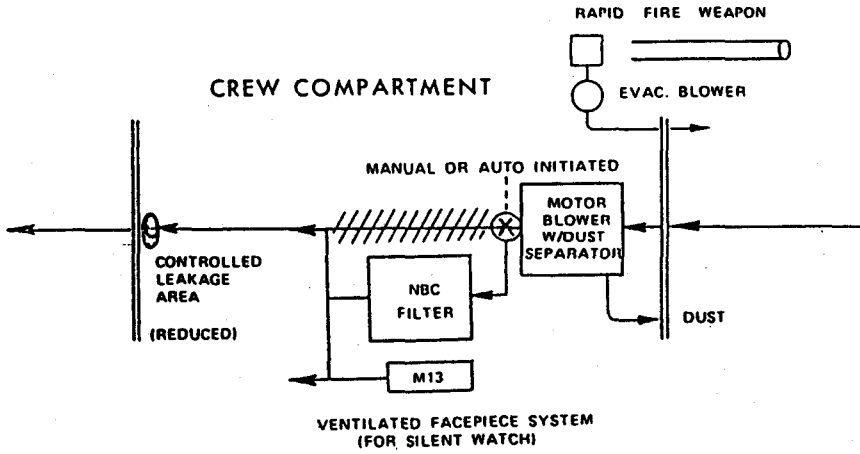 RAPID FIRE WEAPON
CREW COMPARTMENT
EVAC. BLOWER
MANUAL OR AUTO INITIATED
MOTOR
BLOWER
W/DUST
SEPARATOR
CONTROLLED
LEAKAGE
AREA
(REDUCED)
NBC
FILTER
DUST
M13
VENTILATED FACEPIECE SYSTEM
(FOR SILENT WATCH)